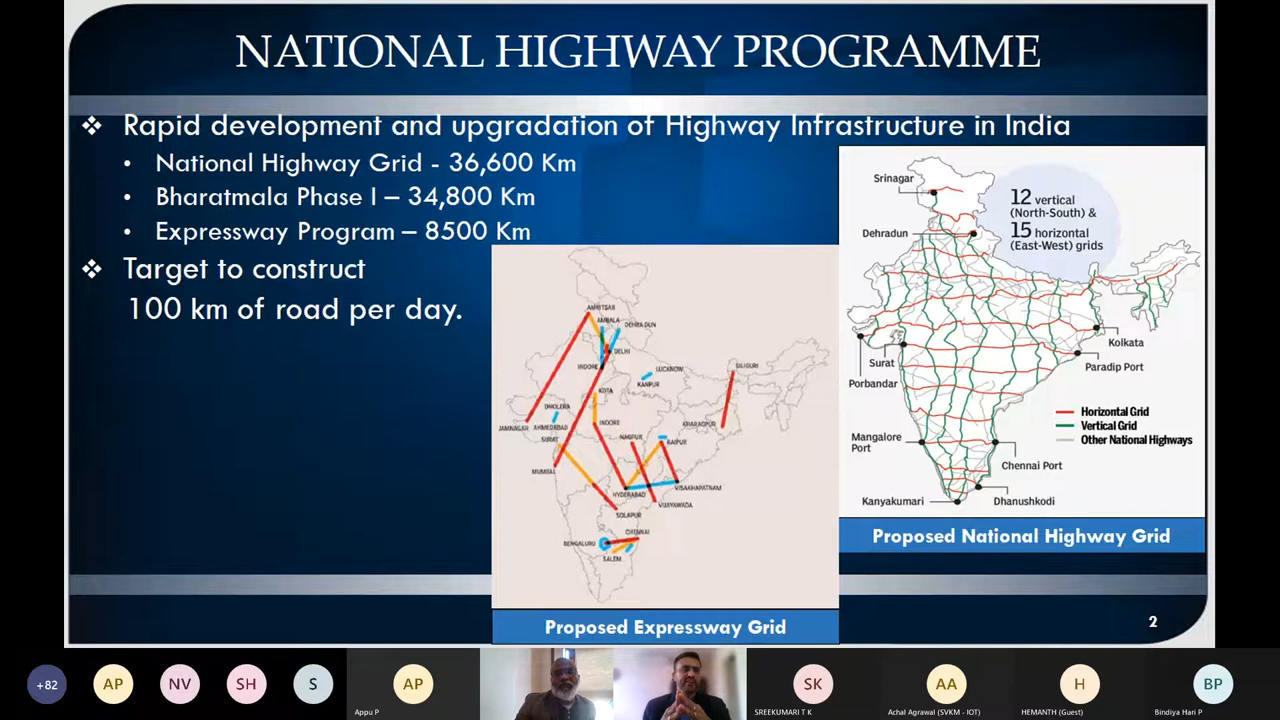 NATIONAL HIGHWAY PROGRAMME
❖ Rapid development and upgradation of Highway Infrastructure in India
• National Highway Grid - 36,600 Km
• Bharatmala Phase I – 34,800 Km
• Expressway Program – 8500 Km
❖ Target to construct
100 km of road per day.
AMRITSAR
AMBALA
DEHRADUN
DELHI
INDORE
LUCKNOW
KANPUR
SILIGURI
KOTA
DHOLERA
JAMNAGAR
AHMEDABAD
INDORE
KHARAGPUR
SURAT
NAGPUR
RAIPUR
MUMBAI
HYDERABAD
VISAKHAPATNAM
VIJAYAWADA
SOLAPUR
CHENNAI
BENGALURU
SALEM
Proposed Expressway Grid
Srinagar
12 vertical
(North-South) &
15 horizontal
(East-West) grids
Dehradun
Kolkata
Surat
Paradip Port
Porbandar
Horizontal Grid
Vertical Grid
Other National Highways
Mangalore
Port
Chennai Port
Kanyakumari
Dhanushkodi
Proposed National Highway Grid
2
+82
AP
NV
SH
S
AP
Appu P
SK
SREEKUMARI T K
AA
Achal Agrawal (SVKM - IOT)
H
HEMANTH (Guest)
BP
Bindiya Hari P